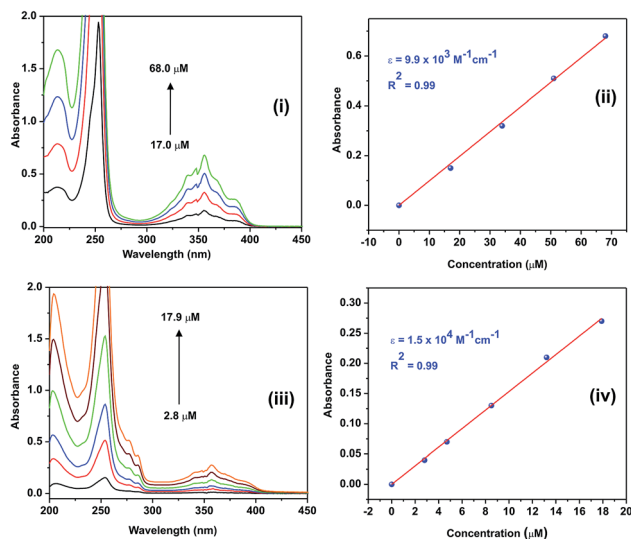 2.0
1.5
1.0
0.5
0.0
Absorbance
68.0 µM
17.0 µM
(i)
200 250 300 350 400 450
Wavelength (nm)
0.6
0.4
0.2
0.0
Absorbance
ε = 9.9 x 10³ M⁻¹cm⁻¹
R² = 0.99
(ii)
-10 0 10 20 30 40 50 60 70 80
Concentration (µM)
2.0
1.5
1.0
0.5
0.0
Absorbance
17.9 µM
2.8 µM
(iii)
200 250 300 350 400 450
Wavelength (nm)
0.30
0.25
0.20
0.15
0.10
0.05
0.00
Absorbance
ε = 1.5 x 10⁴ M⁻¹cm⁻¹
R² = 0.99
(iv)
-2 0 2 4 6 8 10 12 14 16 18 20
Concentration (µM)